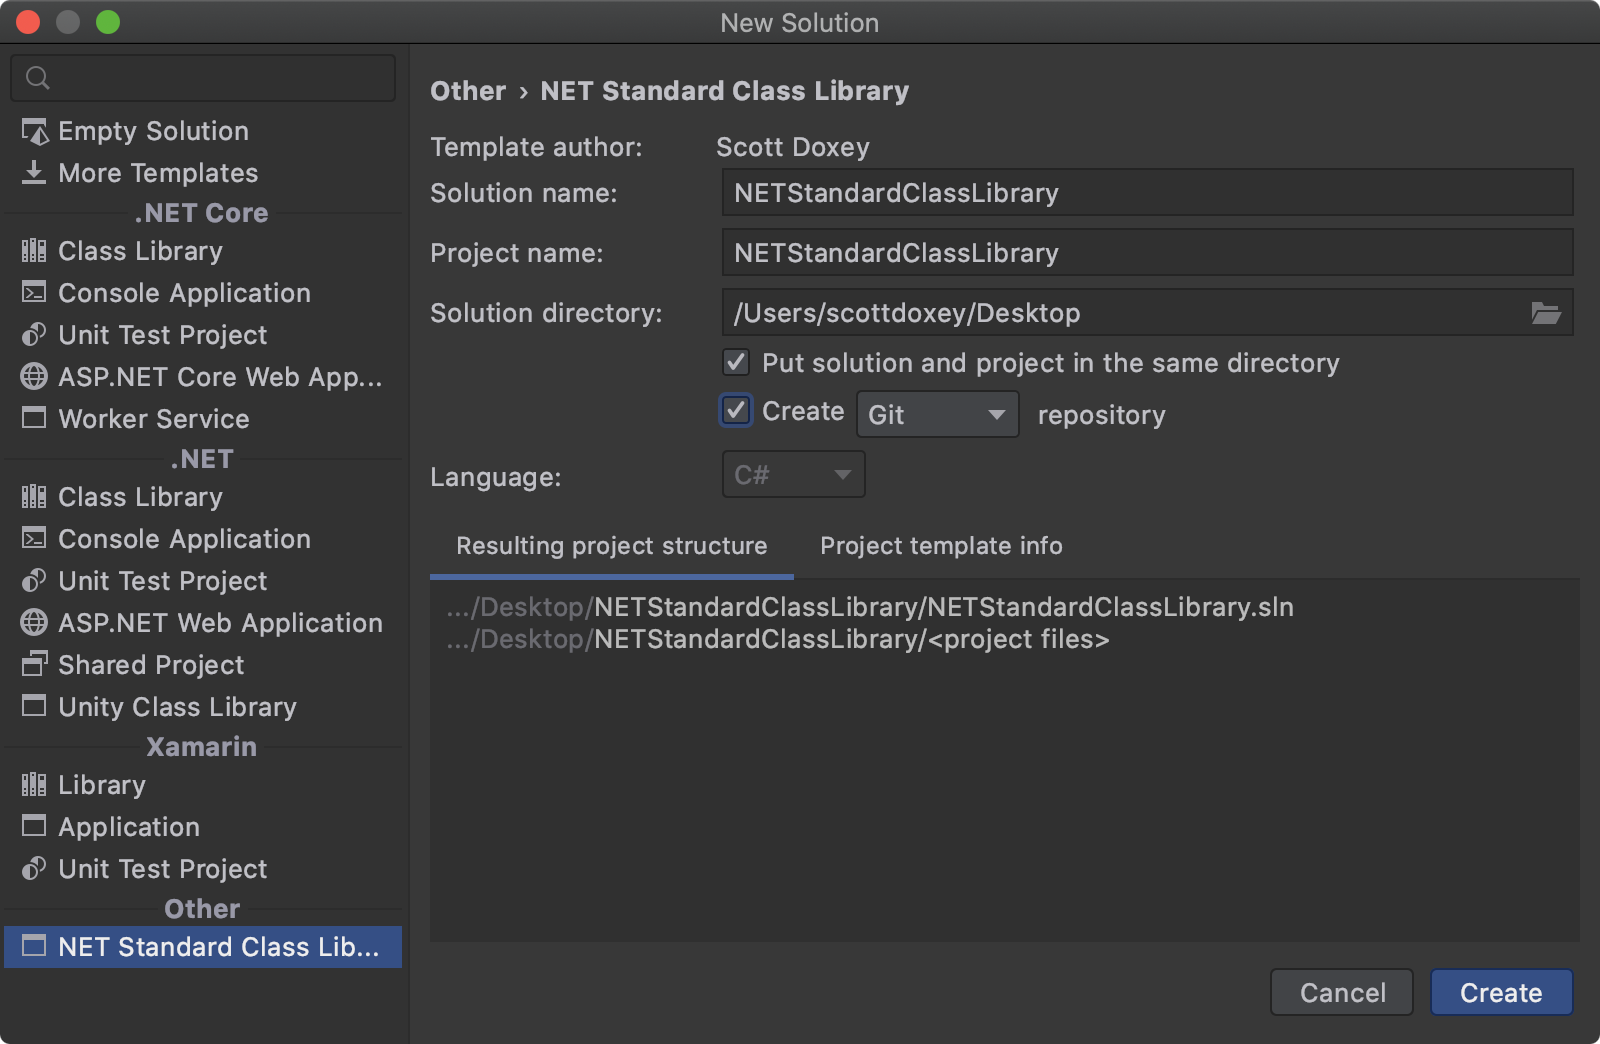 New Solution
Empty Solution
More Templates
.NET Core
Class Library
Console Application
Unit Test Project
ASP.NET Core Web App...
Worker Service
.NET
Class Library
Console Application
Unit Test Project
ASP.NET Web Application
Shared Project
Unity Class Library
Xamarin
Library
Application
Unit Test Project
Other
NET Standard Class Lib...
Other › NET Standard Class Library
Template author: Scott Doxey
Solution name: NETStandardClassLibrary
Project name: NETStandardClassLibrary
Solution directory: /Users/scottdoxey/Desktop
Put solution and project in the same directory
Create Git repository
Language: C#
Resulting project structure Project template info
.../Desktop/NETStandardClassLibrary/NETStandardClassLibrary.sln
.../Desktop/NETStandardClassLibrary/<project files>
Cancel Create